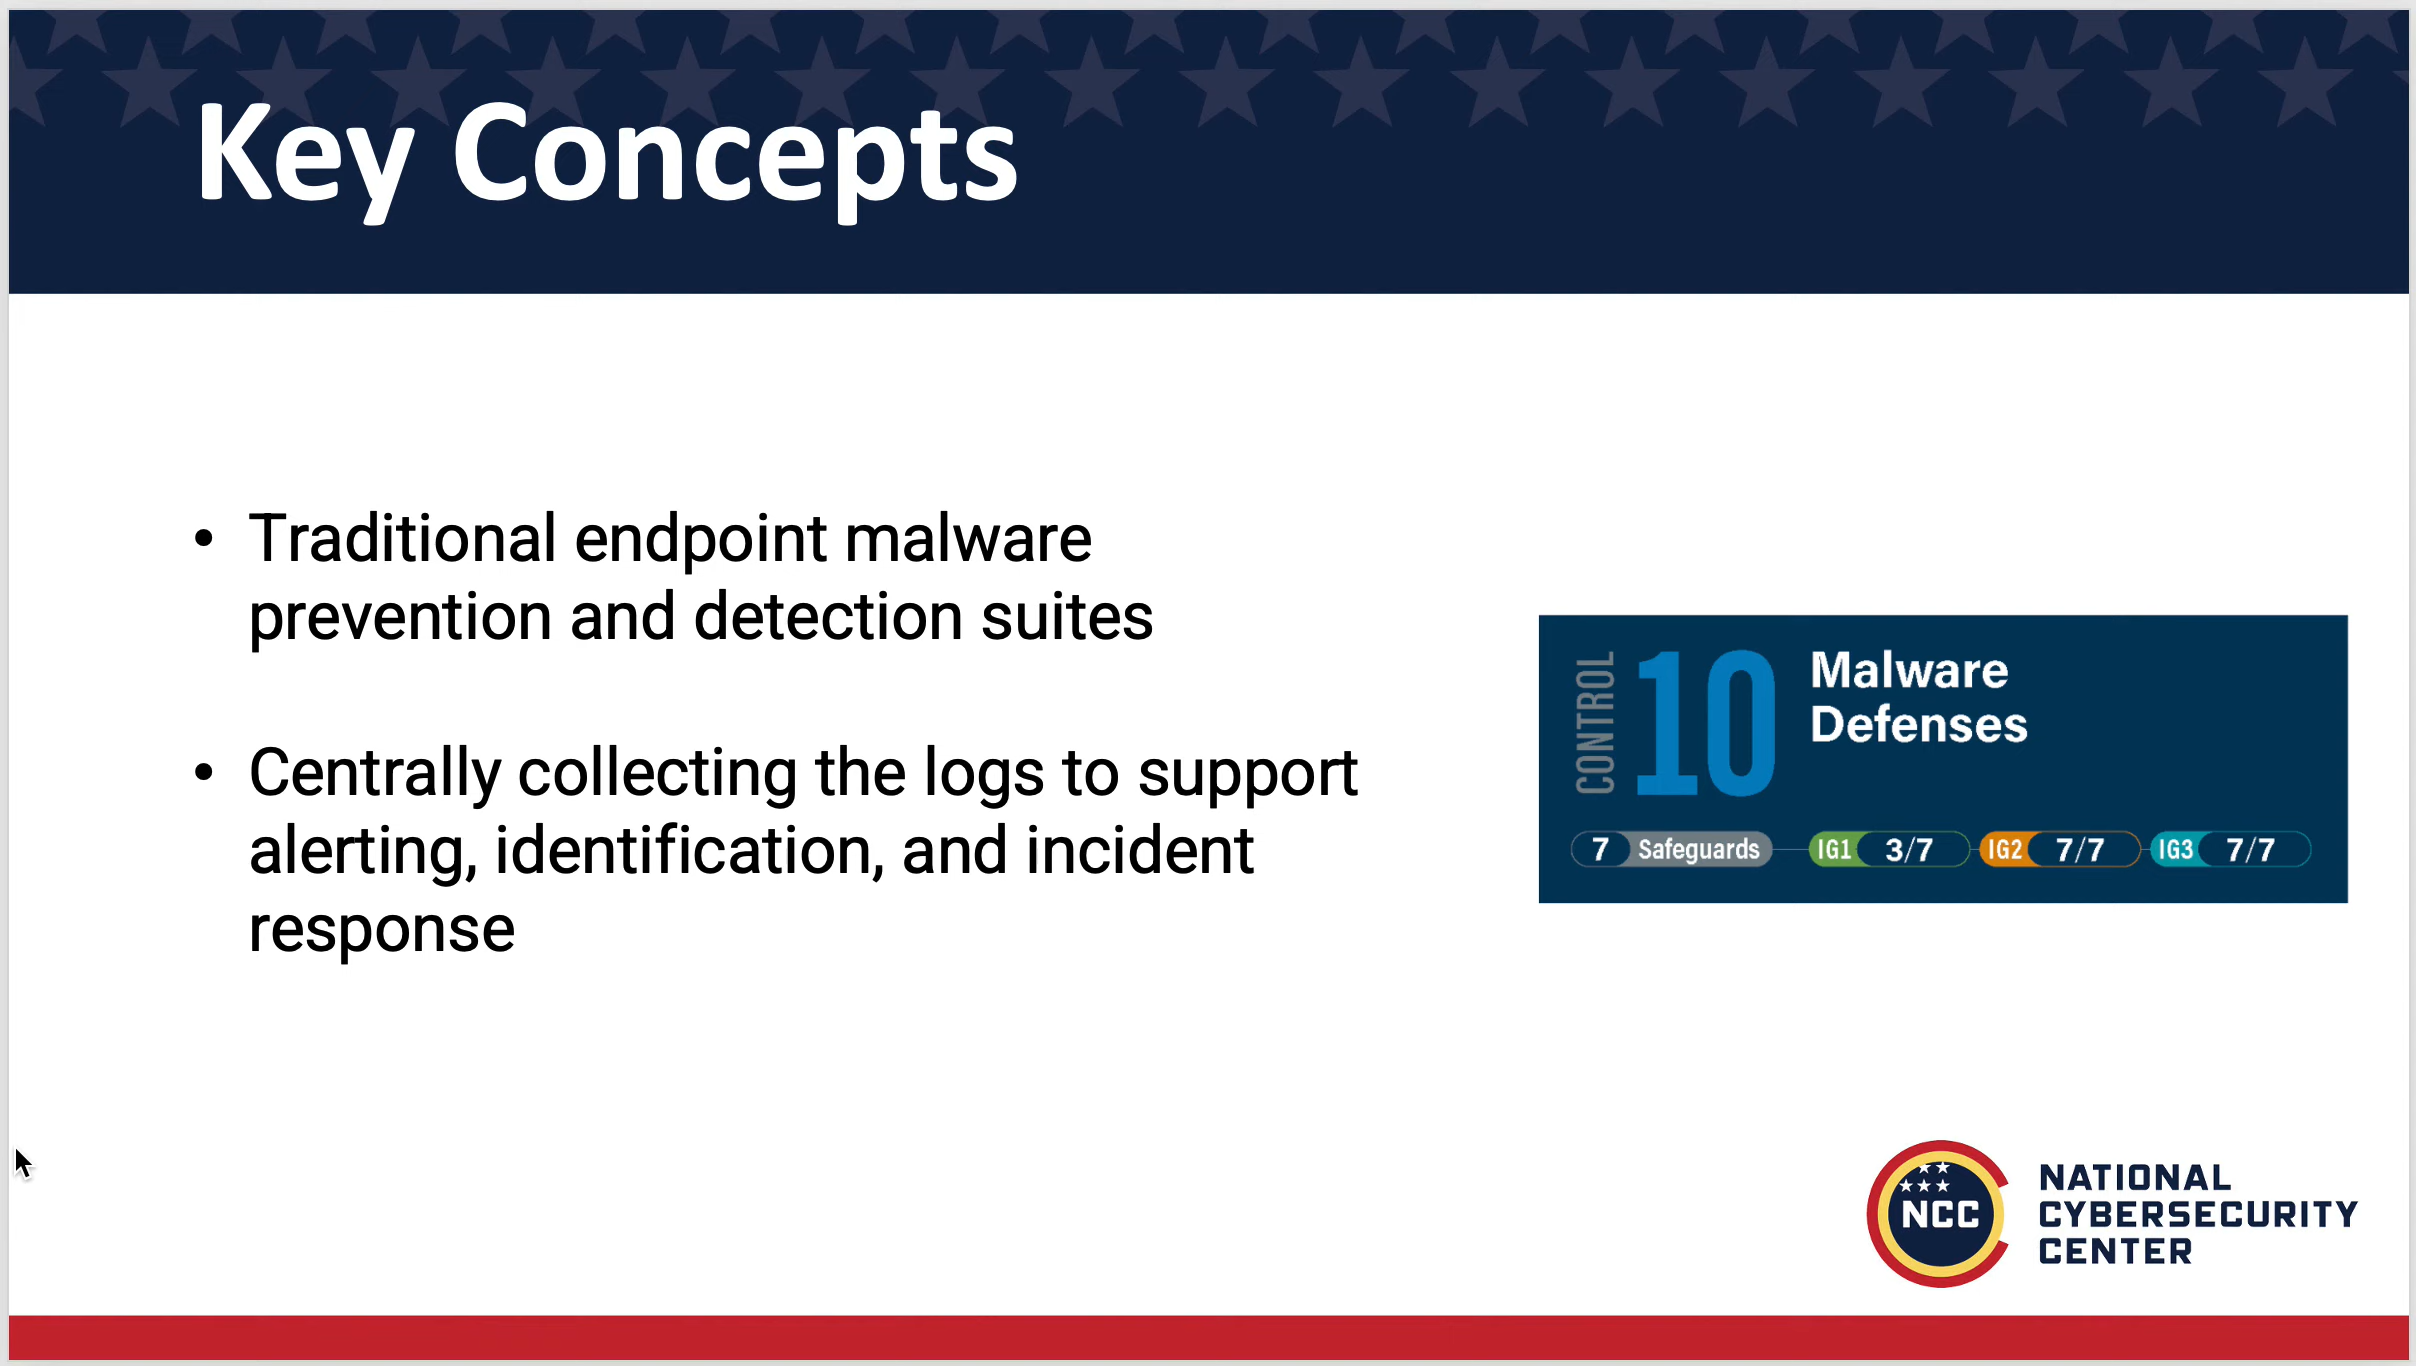 Key Concepts
• Traditional endpoint malware
prevention and detection suites
• Centrally collecting the logs to support
alerting, identification, and incident
response
CONTROL 10 Malware
Defenses
7 Safeguards IG1 3/7 IG2 7/7 IG3 7/7
NCC
NATIONAL
CYBERSECURITY
CENTER